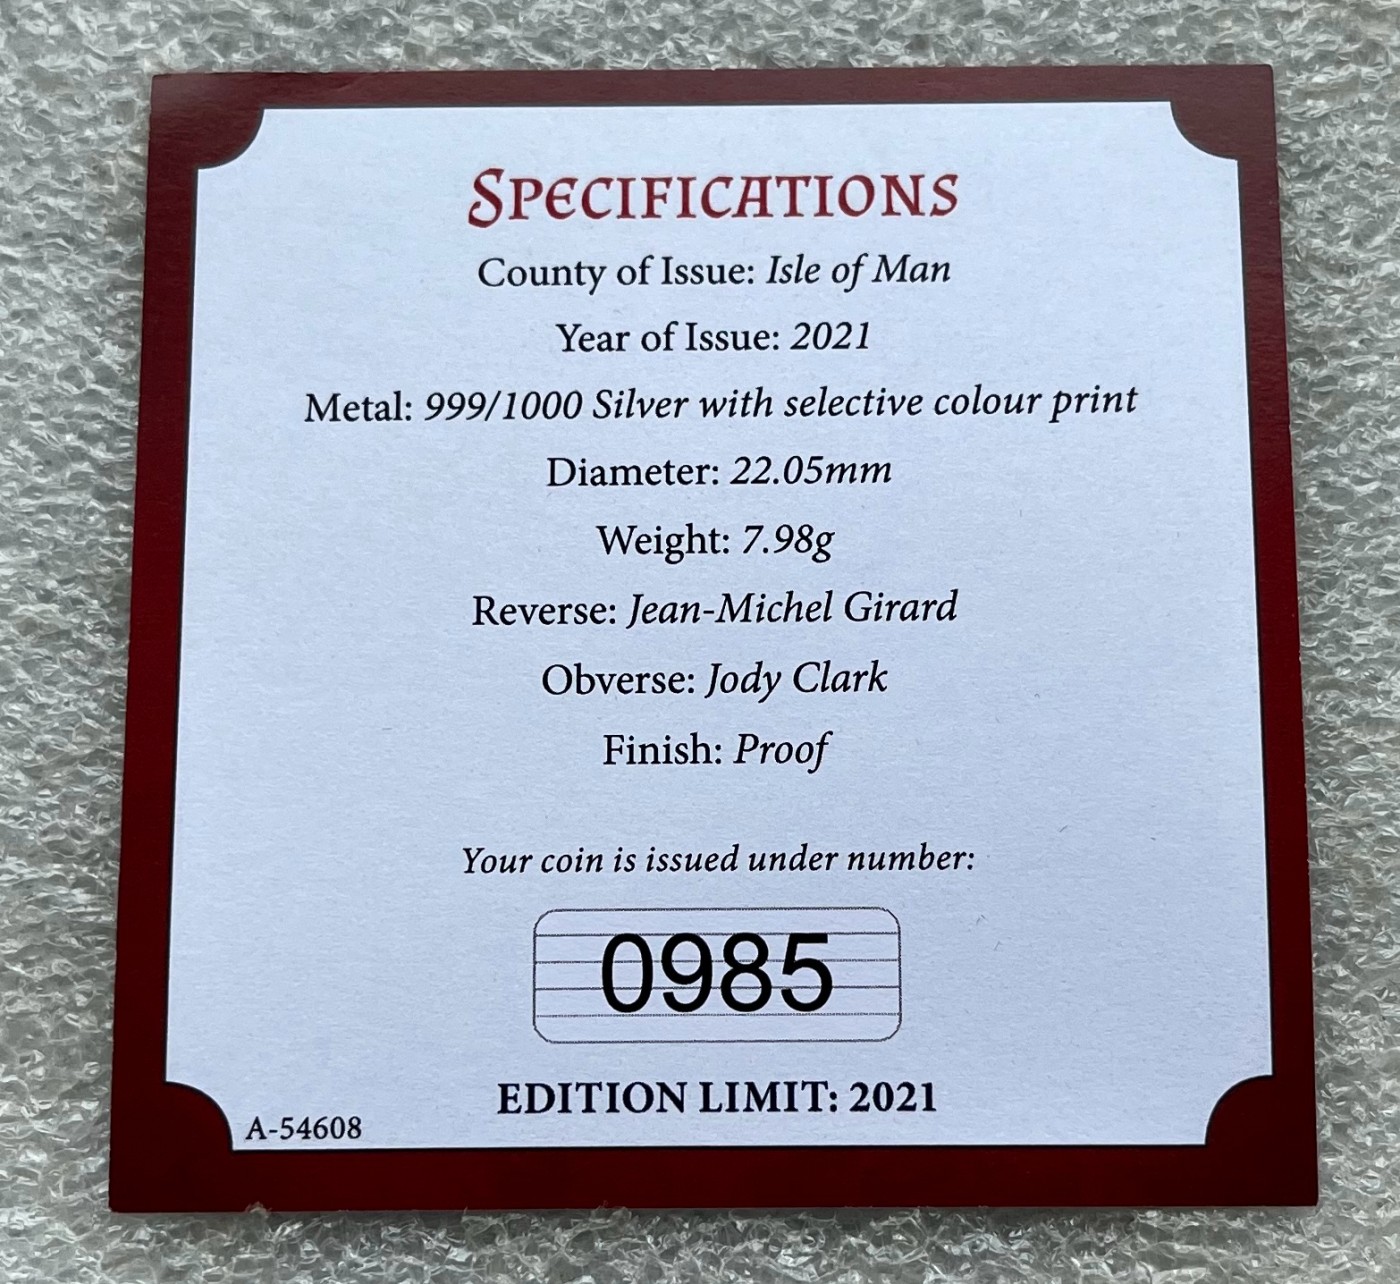 Specifications
County of Issue: Isle of Man
Year of Issue: 2021
Metal: 999/1000 Silver with selective colour print
Diameter: 22.05mm
Weight: 7.98g
Reverse: Jean-Michel Girard
Obverse: Jody Clark
Finish: Proof
Your coin is issued under number:
0985
EDITION LIMIT: 2021
A-54608